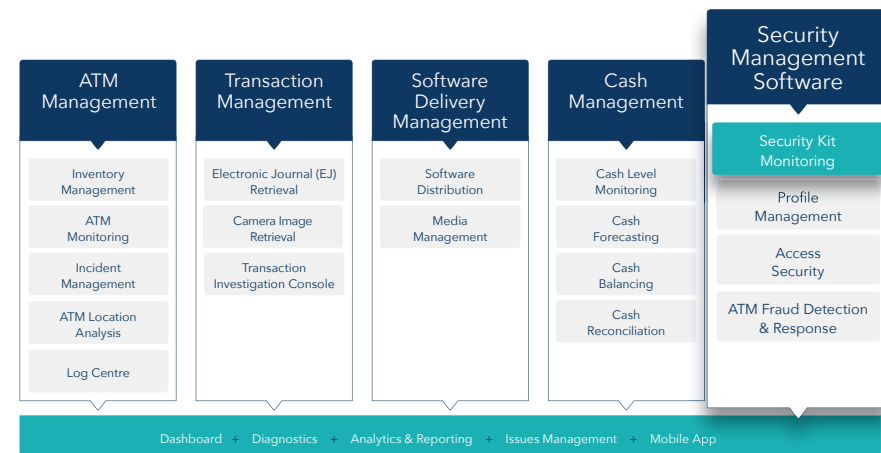 ATM
Management
Inventory
Management
ATM
Monitoring
Incident
Management
ATM Location
Analysis
Log Centre
Transaction
Management
Electronic Journal (EJ)
Retrieval
Camera Image
Retrieval
Transaction
Investigation Console
Software
Delivery
Management
Software
Distribution
Media
Management
Cash
Management
Cash Level
Monitoring
Cash
Forecasting
Cash
Balancing
Cash
Reconciliation
Security
Management
Software
Security Kit
Monitoring
Profile
Management
Access
Security
ATM Fraud Detection
& Response
Dashboard + Diagnostics + Analytics & Reporting + Issues Management + Mobile App